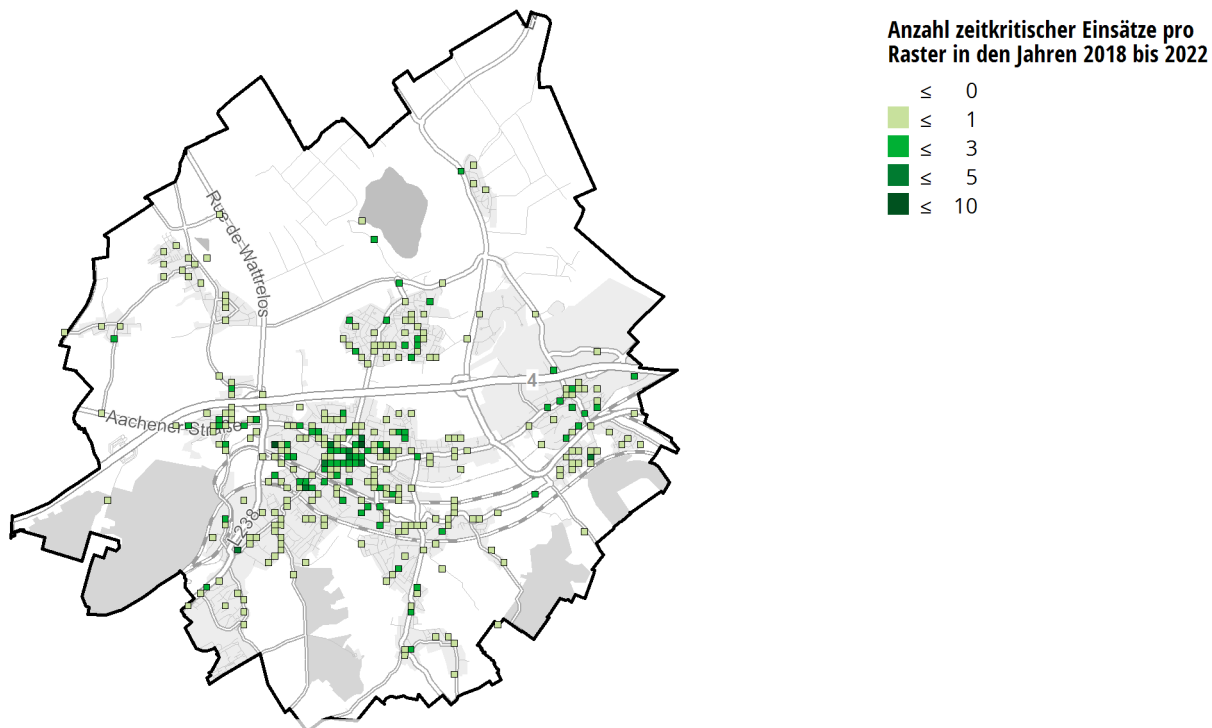 Anzahl zeitkritischer Einsätze pro
Raster in den Jahren 2018 bis 2022
≤ 0
≤ 1
≤ 3
≤ 5
≤ 10
Rue-de-Wattrelos
4
Aachener Straße
L238